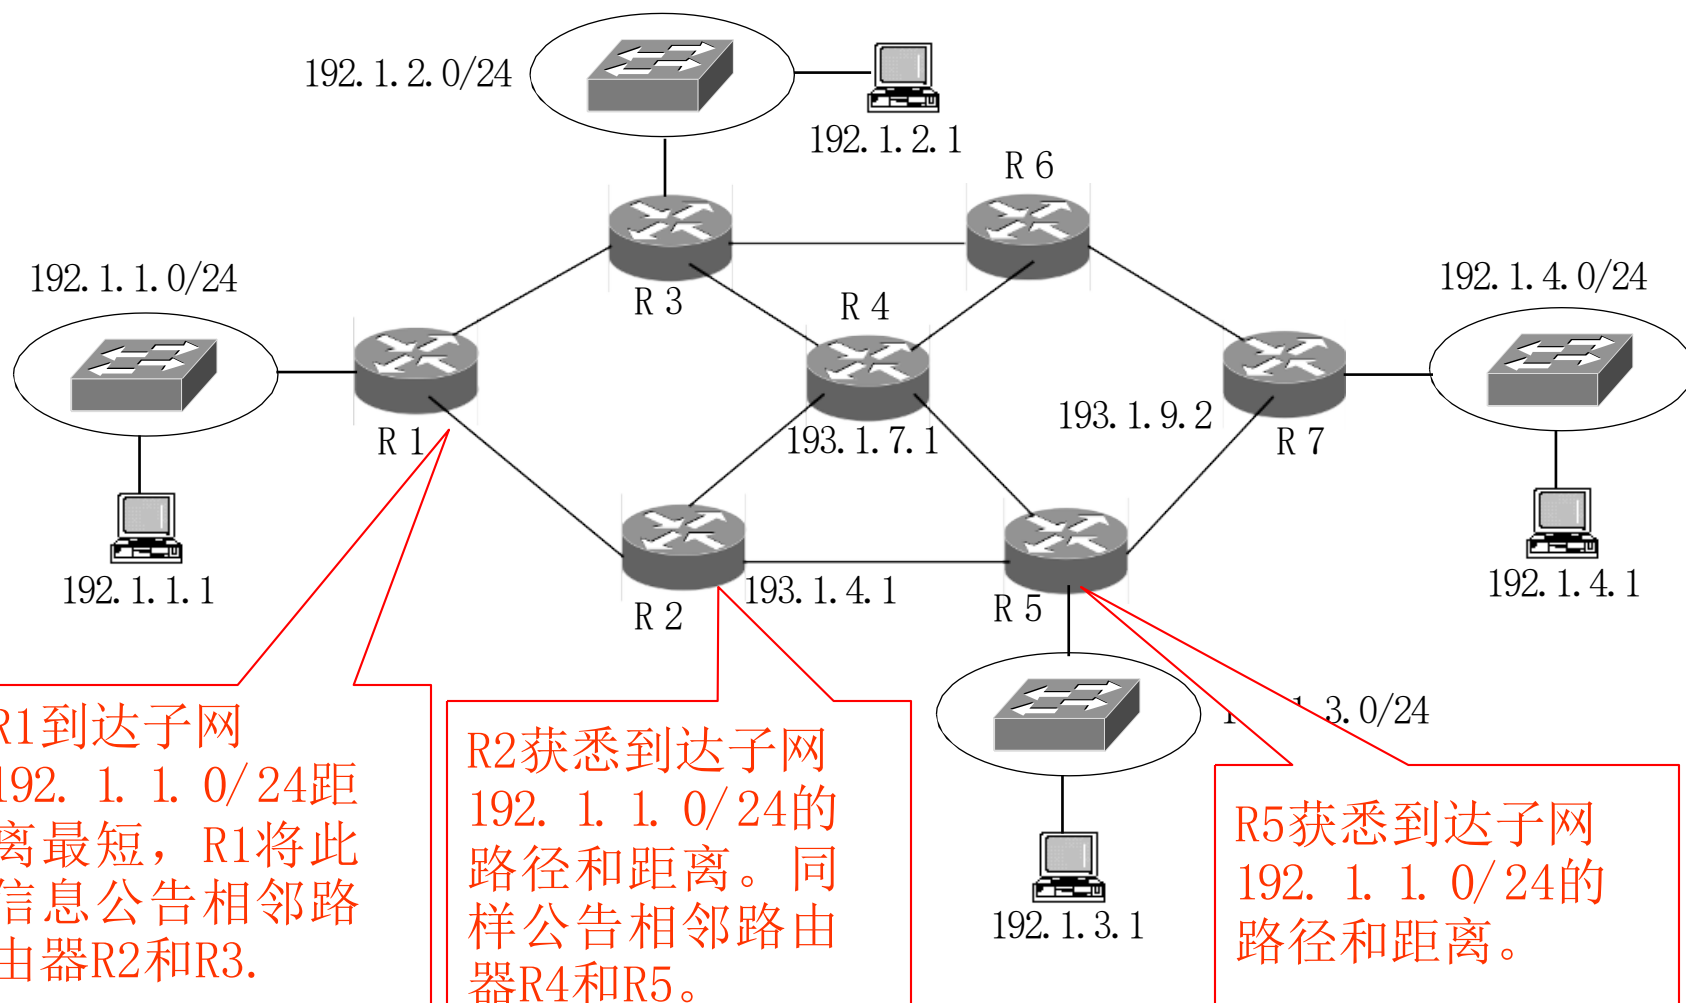 192.1.2.0/24
192.1.2.1
R 6
192.1.1.0/24
R 3
R 4
192.1.4.0/24
R 1
193.1.7.1
193.1.9.2
R 7
192.1.1.1
R 2
193.1.4.1
R 5
192.1.4.1
.3.0/24
192.1.3.1
R1到达子网
192.1.1.0/24距
离最短，R1将此
信息公告相邻路
由器R2和R3.
R2获悉到达子网
192.1.1.0/24的
路径和距离。同
样公告相邻路由
器R4和R5。
R5获悉到达子网
192.1.1.0/24的
路径和距离。